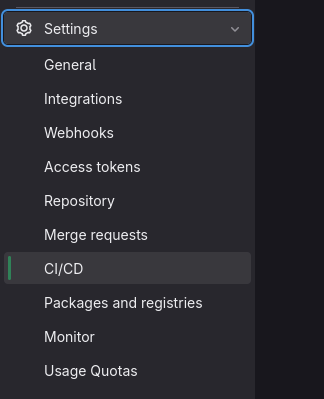 Settings
General
Integrations
Webhooks
Access tokens
Repository
Merge requests
CI/CD
Packages and registries
Monitor
Usage Quotas